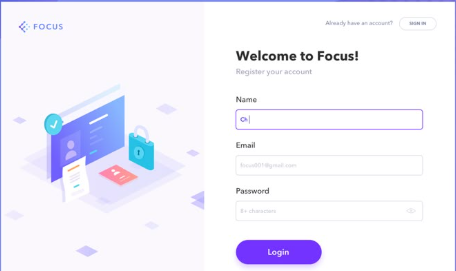 FOCUS
Already have an account?
SIGN IN
Welcome to Focus!
Register your account
Name
Ch
Email
focus001@gmail.com
Password
8+ characters
Login